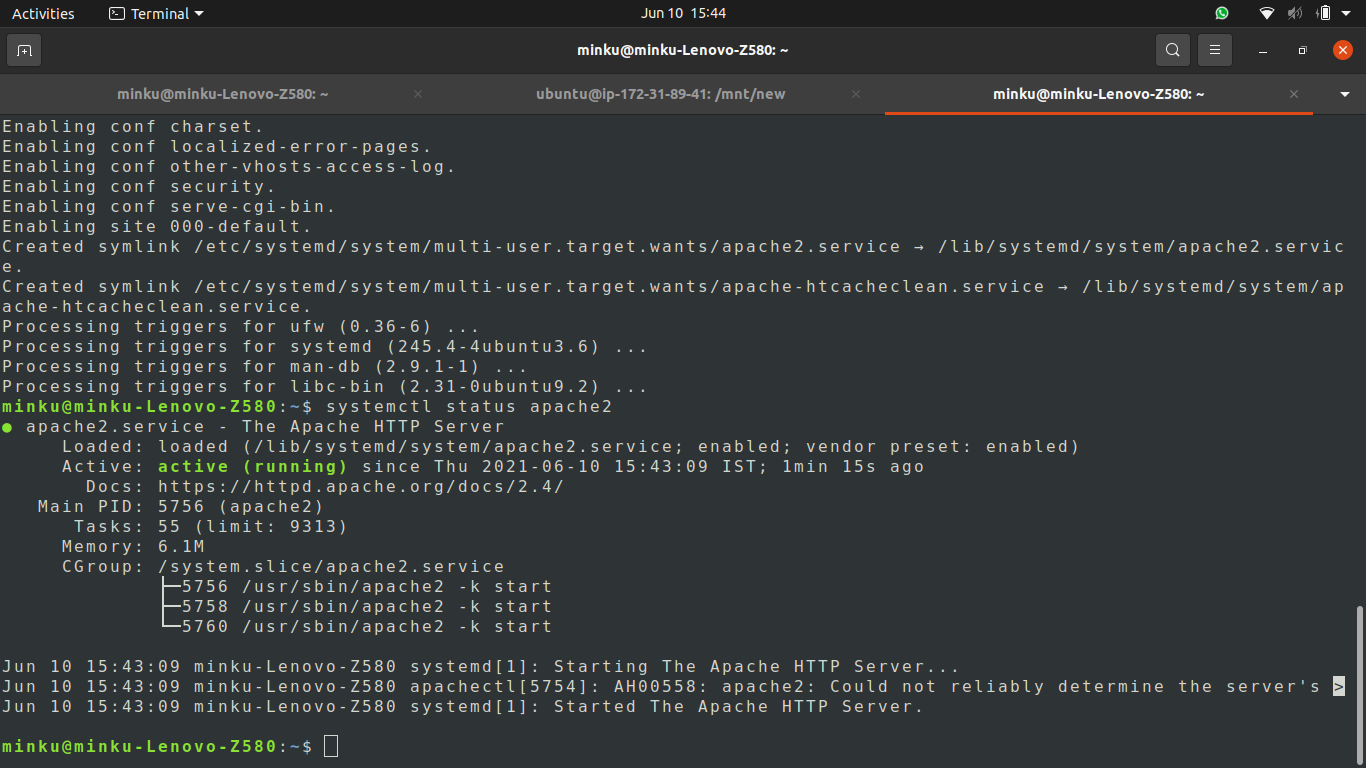 Activities Terminal Jun 10 15:44
minku@minku-Lenovo-Z580: ~
minku@minku-Lenovo-Z580: ~ ubuntu@ip-172-31-89-41: /mnt/new minku@minku-Lenovo-Z580: ~
Enabling conf charset.
Enabling conf localized-error-pages.
Enabling conf other-vhosts-access-log.
Enabling conf security.
Enabling conf serve-cgi-bin.
Enabling site 000-default.
Created symlink /etc/systemd/system/multi-user.target.wants/apache2.service → /lib/systemd/system/apache2.servic
e.
Created symlink /etc/systemd/system/multi-user.target.wants/apache-htcacheclean.service → /lib/systemd/system/ap
ache-htcacheclean.service.
Processing triggers for ufw (0.36-6) ...
Processing triggers for systemd (245.4-4ubuntu3.6) ...
Processing triggers for man-db (2.9.1-1) ...
Processing triggers for libc-bin (2.31-0ubuntu9.2) ...
minku@minku-Lenovo-Z580:~$ systemctl status apache2
● apache2.service - The Apache HTTP Server
Loaded: loaded (/lib/systemd/system/apache2.service; enabled; vendor preset: enabled)
Active: active (running) since Thu 2021-06-10 15:43:09 IST; 1min 15s ago
Docs: https://httpd.apache.org/docs/2.4/
Main PID: 5756 (apache2)
Tasks: 55 (limit: 9313)
Memory: 6.1M
CGroup: /system.slice/apache2.service
├─5756 /usr/sbin/apache2 -k start
├─5758 /usr/sbin/apache2 -k start
└─5760 /usr/sbin/apache2 -k start
Jun 10 15:43:09 minku-Lenovo-Z580 systemd[1]: Starting The Apache HTTP Server...
Jun 10 15:43:09 minku-Lenovo-Z580 apachectl[5754]: AH00558: apache2: Could not reliably determine the server's >
Jun 10 15:43:09 minku-Lenovo-Z580 systemd[1]: Started The Apache HTTP Server.
minku@minku-Lenovo-Z580:~$